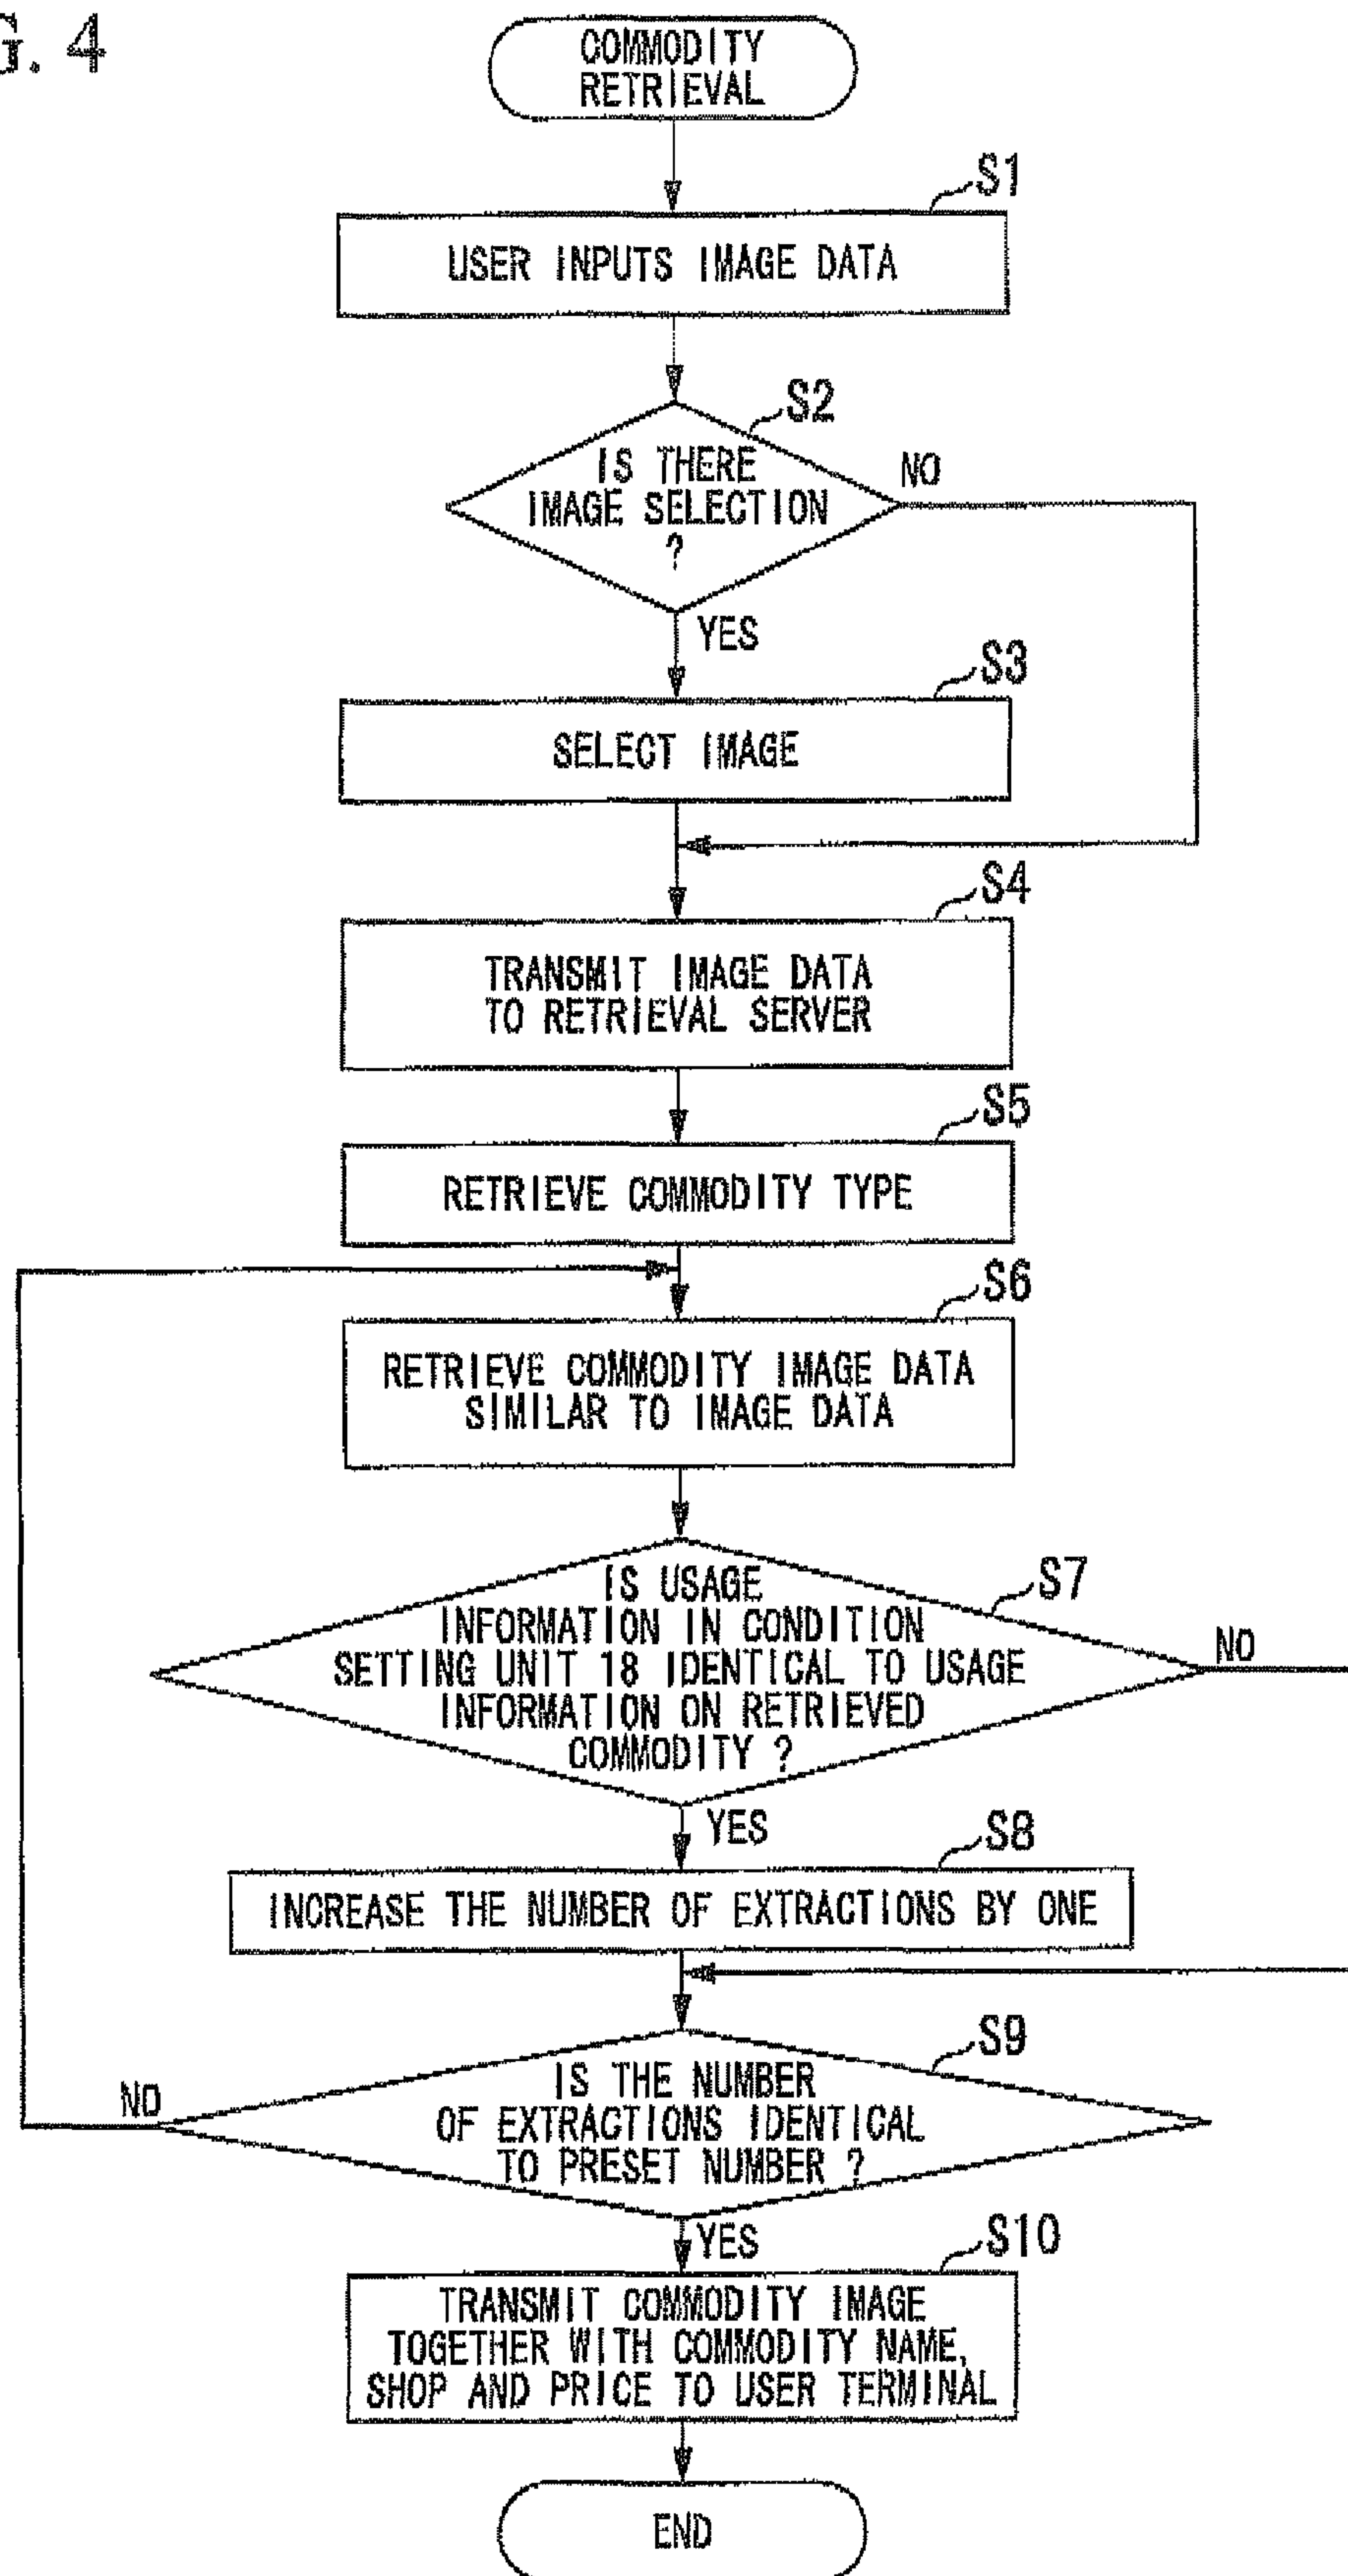 G. 4
COMMODITY
RETRIEVAL
S1
USER INPUTS IMAGE DATA
S2
IS THERE
IMAGE SELECTION
?
NO
YES
S3
SELECT IMAGE
S4
TRANSMIT IMAGE DATA
TO RETRIEVAL SERVER
S5
RETRIEVE COMMODITY TYPE
S6
RETRIEVE COMMODITY IMAGE DATA
SIMILAR TO IMAGE DATA
S7
IS USAGE
INFORMATION IN CONDITION
SETTING UNIT 18 IDENTICAL TO USAGE
INFORMATION ON RETRIEVED
COMMODITY ?
NO
YES
S8
INCREASE THE NUMBER OF EXTRACTIONS BY ONE
S9
IS THE NUMBER
OF EXTRACTIONS IDENTICAL
TO PRESET NUMBER ?
NO
YES
S10
TRANSMIT COMMODITY IMAGE
TOGETHER WITH COMMODITY NAME,
SHOP AND PRICE TO USER TERMINAL
END